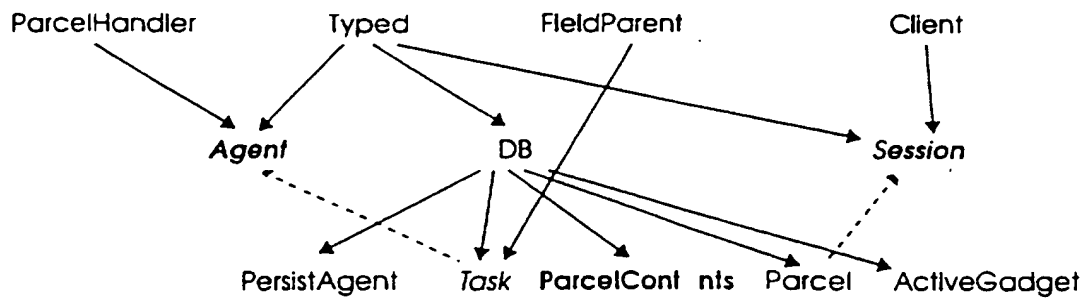 ParcelHandler Typed FieldParent Client
Agent DB Session
PersistAgent Task ParcelCont nts Parcel ActiveGadget